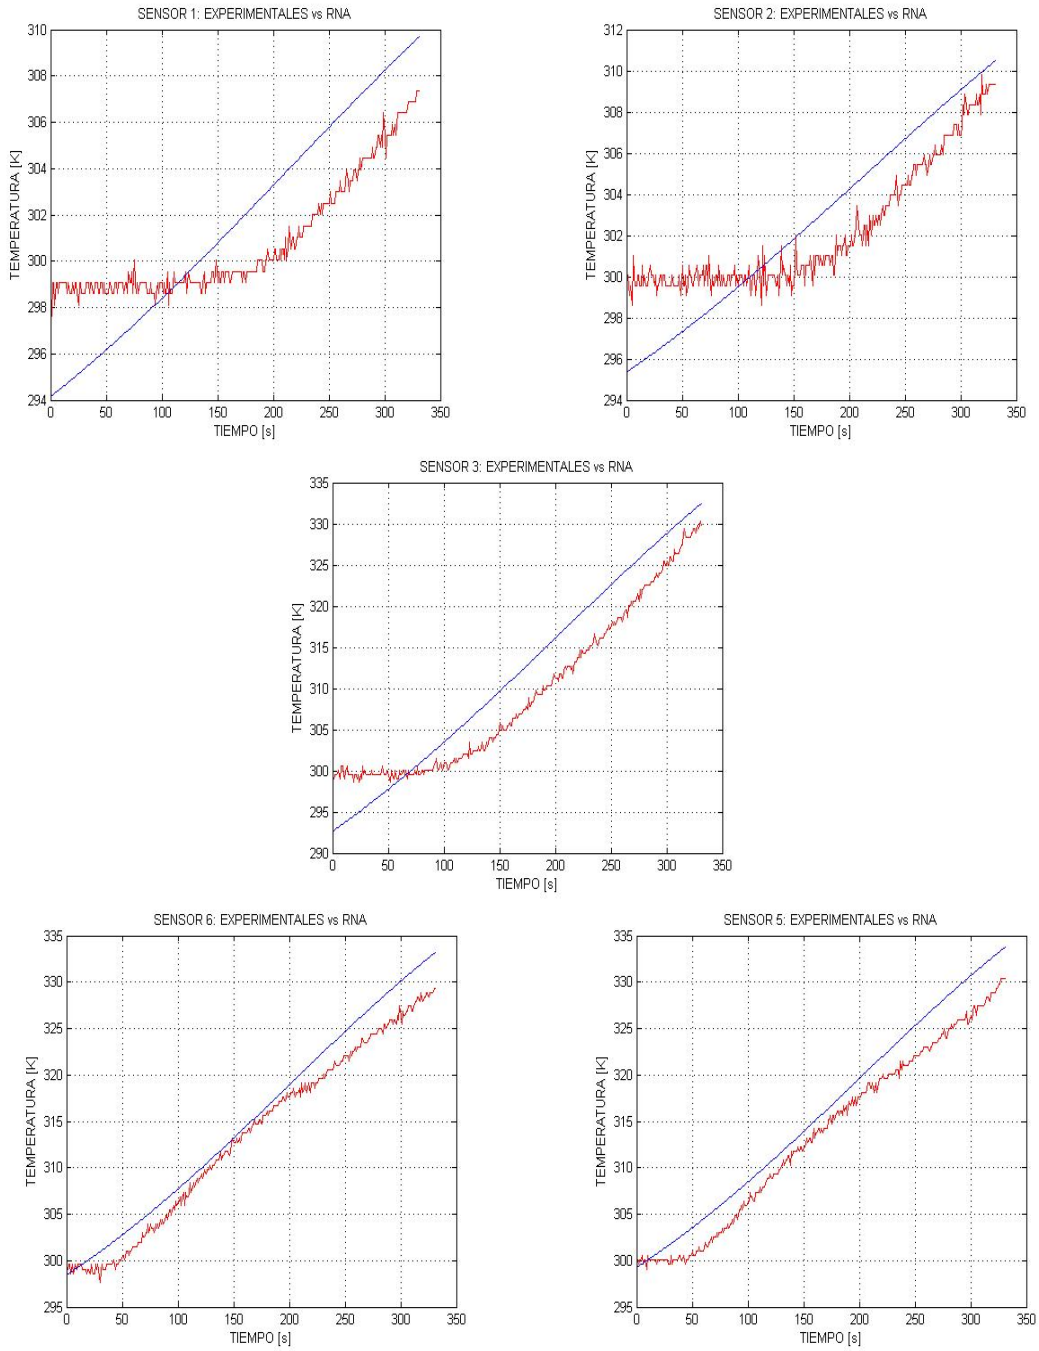 SENSOR 1: EXPERIMENTALES vs RNA
310
308
306
304
302
300
298
296
294
TEMPERATURA [K]
0 50 100 150 200 250 300 350
TIEMPO [s]
SENSOR 2: EXPERIMENTALES vs RNA
312
310
308
306
304
302
300
298
296
294
TEMPERATURA [K]
0 50 100 150 200 250 300 350
TIEMPO [s]
SENSOR 3: EXPERIMENTALES vs RNA
335
330
325
320
315
310
305
300
295
290
TEMPERATURA [K]
0 50 100 150 200 250 300 350
TIEMPO [s]
SENSOR 6: EXPERIMENTALES vs RNA
335
330
325
320
315
310
305
300
295
TEMPERATURA [K]
0 50 100 150 200 250 300 350
TIEMPO [s]
SENSOR 5: EXPERIMENTALES vs RNA
335
330
325
320
315
310
305
300
295
TEMPERATURA [K]
0 50 100 150 200 250 300 350
TIEMPO [s]